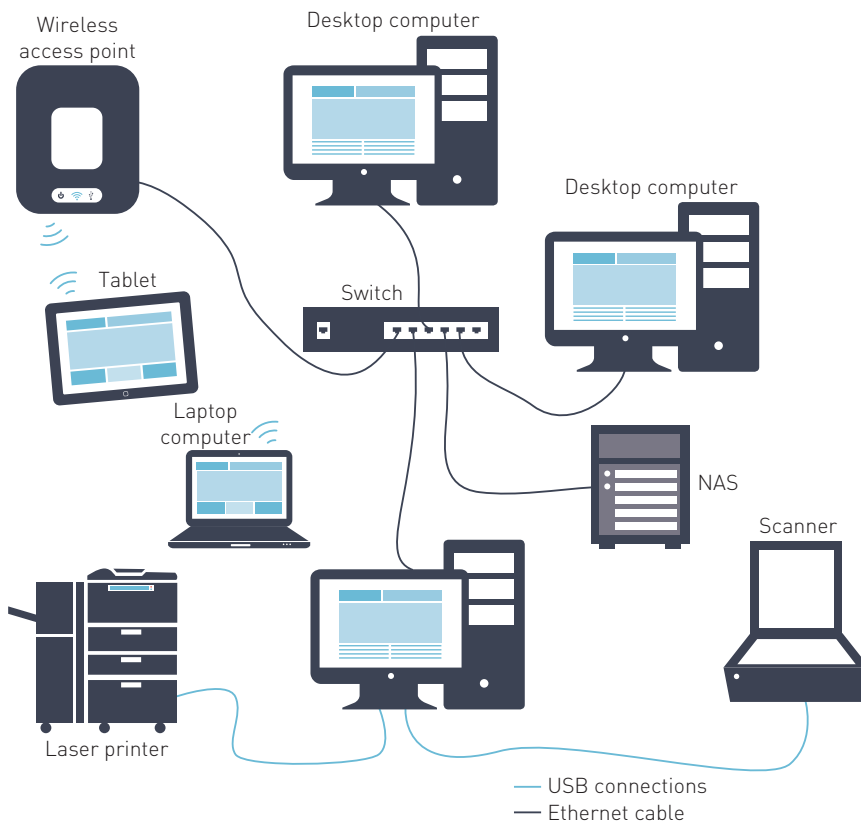 Wireless
access point
Desktop computer
Desktop computer
Switch
Tablet
Laptop
computer
NAS
Scanner
Laser printer
USB connections
Ethernet cable